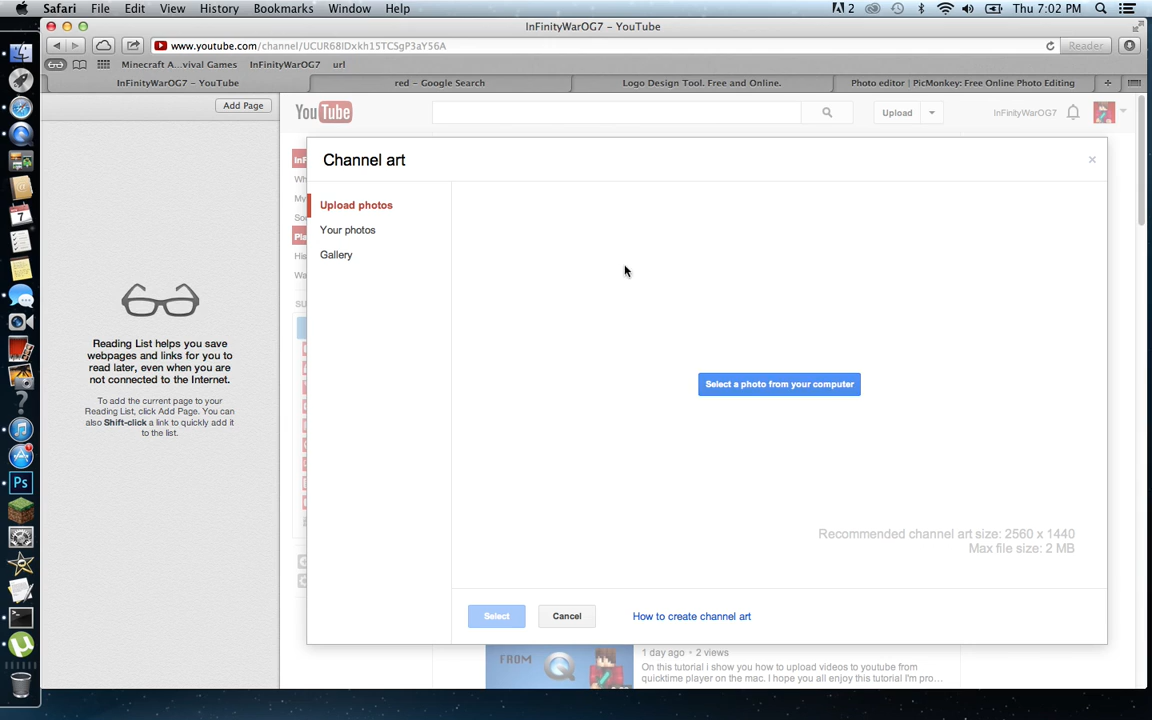 Safari File Edit View History Bookmarks Window Help 2 Thu 7:02 PM
InFinityWarOG7 – YouTube
www.youtube.com/channel/UCUR68IDxkh15TCSgP3aY56A Reader
Minecraft A...vival Games InFinityWarOG7 url
InFinityWarOG7 – YouTube red – Google Search Logo Design Tool. Free and Online. Photo editor | PicMonkey: Free Online Photo Editing +
Add Page
YouTube Upload InFinityWarOG7
Channel art ×
Upload photos
Your photos
Gallery
Reading List helps you save
webpages and links for you to
read later, even when you are
not connected to the Internet.
To add the current page to your
Reading List, click Add Page. You can
also Shift-click a link to quickly add it
to the list.
Select a photo from your computer
Recommended channel art size: 2560 x 1440
Max file size: 2 MB
Select Cancel How to create channel art
FROM
1 day ago • 2 views
On this tutorial i show you how to upload videos to youtube from
quicktime player on the mac. I hope you all enjoy this tutorial I'm pro...
7
Ps